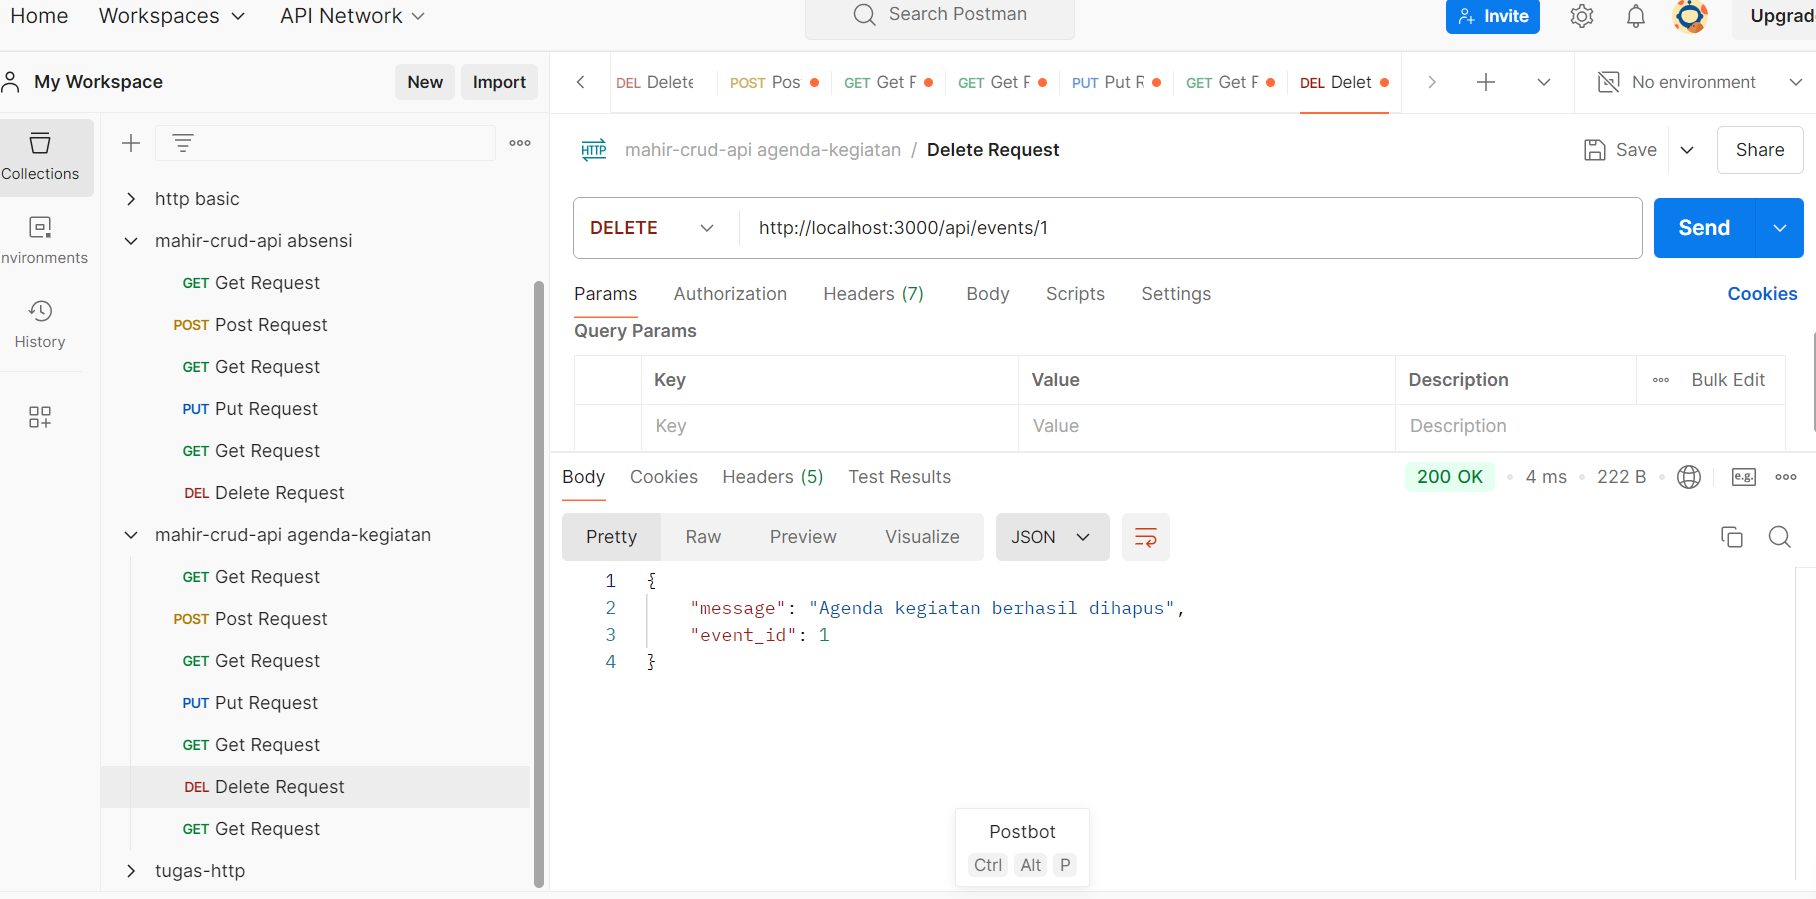 Home Workspaces API Network Search Postman Invite
My Workspace New Import
DEL Delete POST Pos GET Get GET Get PUT Put GET Get DEL Delet No environment
Collections
HTTP mahir-crud-api agenda-kegiatan / Delete Request Save Share
http basic
DELETE http://localhost:3000/api/events/1 Send
mahir-crud-api absensi
nvironments
GET Get Request
Params Authorization Headers (7) Body Scripts Settings Cookies
POST Post Request
Query Params
History
GET Get Request
Key Value Description Bulk Edit
PUT Put Request
Key Value Description
GET Get Request
Body Cookies Headers (5) Test Results 200 OK 4 ms 222 B e.g.
DEL Delete Request
mahir-crud-api agenda-kegiatan
Pretty Raw Preview Visualize JSON
GET Get Request
1 {
2 "message": "Agenda kegiatan berhasil dihapus",
POST Post Request
3 "event_id": 1
GET Get Request
4 }
PUT Put Request
GET Get Request
DEL Delete Request
GET Get Request
Postbot
Ctrl Alt P
tugas-http